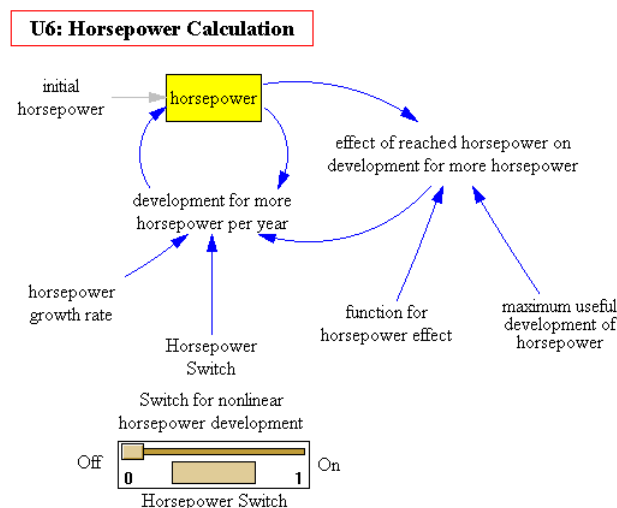 U6: Horsepower Calculation
initial
horsepower
horsepower
effect of reached horsepower on
development for more horsepower
development for more
horsepower per year
horsepower
growth rate
function for
horsepower effect
maximum useful
development of
horsepower
Horsepower
Switch
Switch for nonlinear
horsepower development
Off
0
1
On
Horsepower Switch